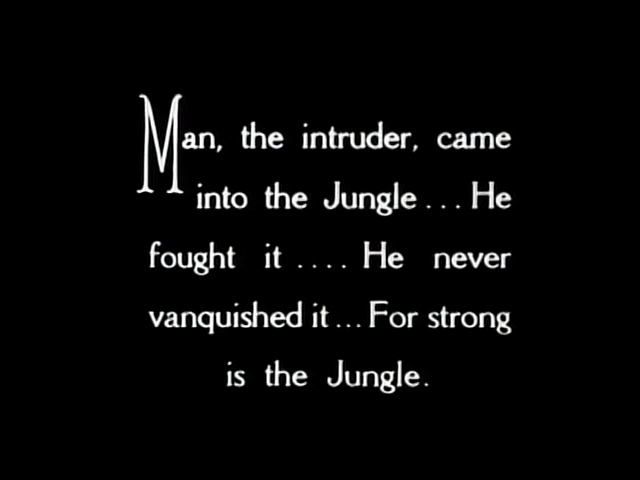 Man, the intruder, came
into the Jungle... He
fought it .... He never
vanquished it... For strong
is the Jungle.